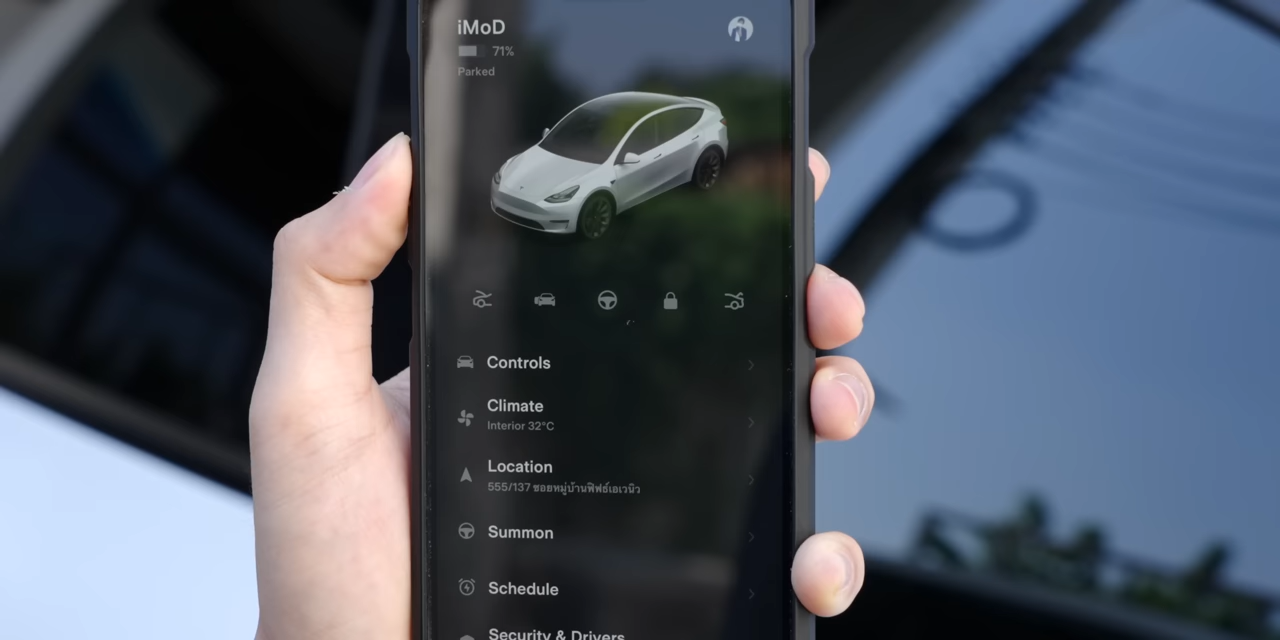 iMoD
71%
Parked
Controls
Climate
Interior 32°C
Location
555/137 ซอยหมู่บ้านฟิฟธ์เอเวนิว
Summon
Schedule
Security & Drivers